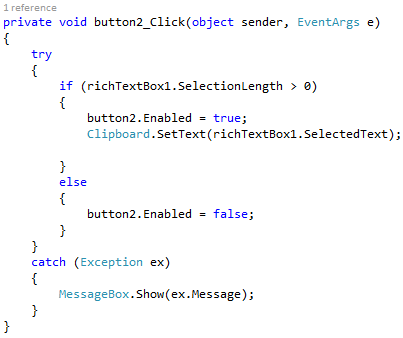 1 reference
private void button2_Click(object sender, EventArgs e)
{
    try
    {
        if (richTextBox1.SelectionLength > 0)
        {
            button2.Enabled = true;
            Clipboard.SetText(richTextBox1.SelectedText);

        }
        else
        {
            button2.Enabled = false;
        }
    }
    catch (Exception ex)
    {
        MessageBox.Show(ex.Message);
    }
}